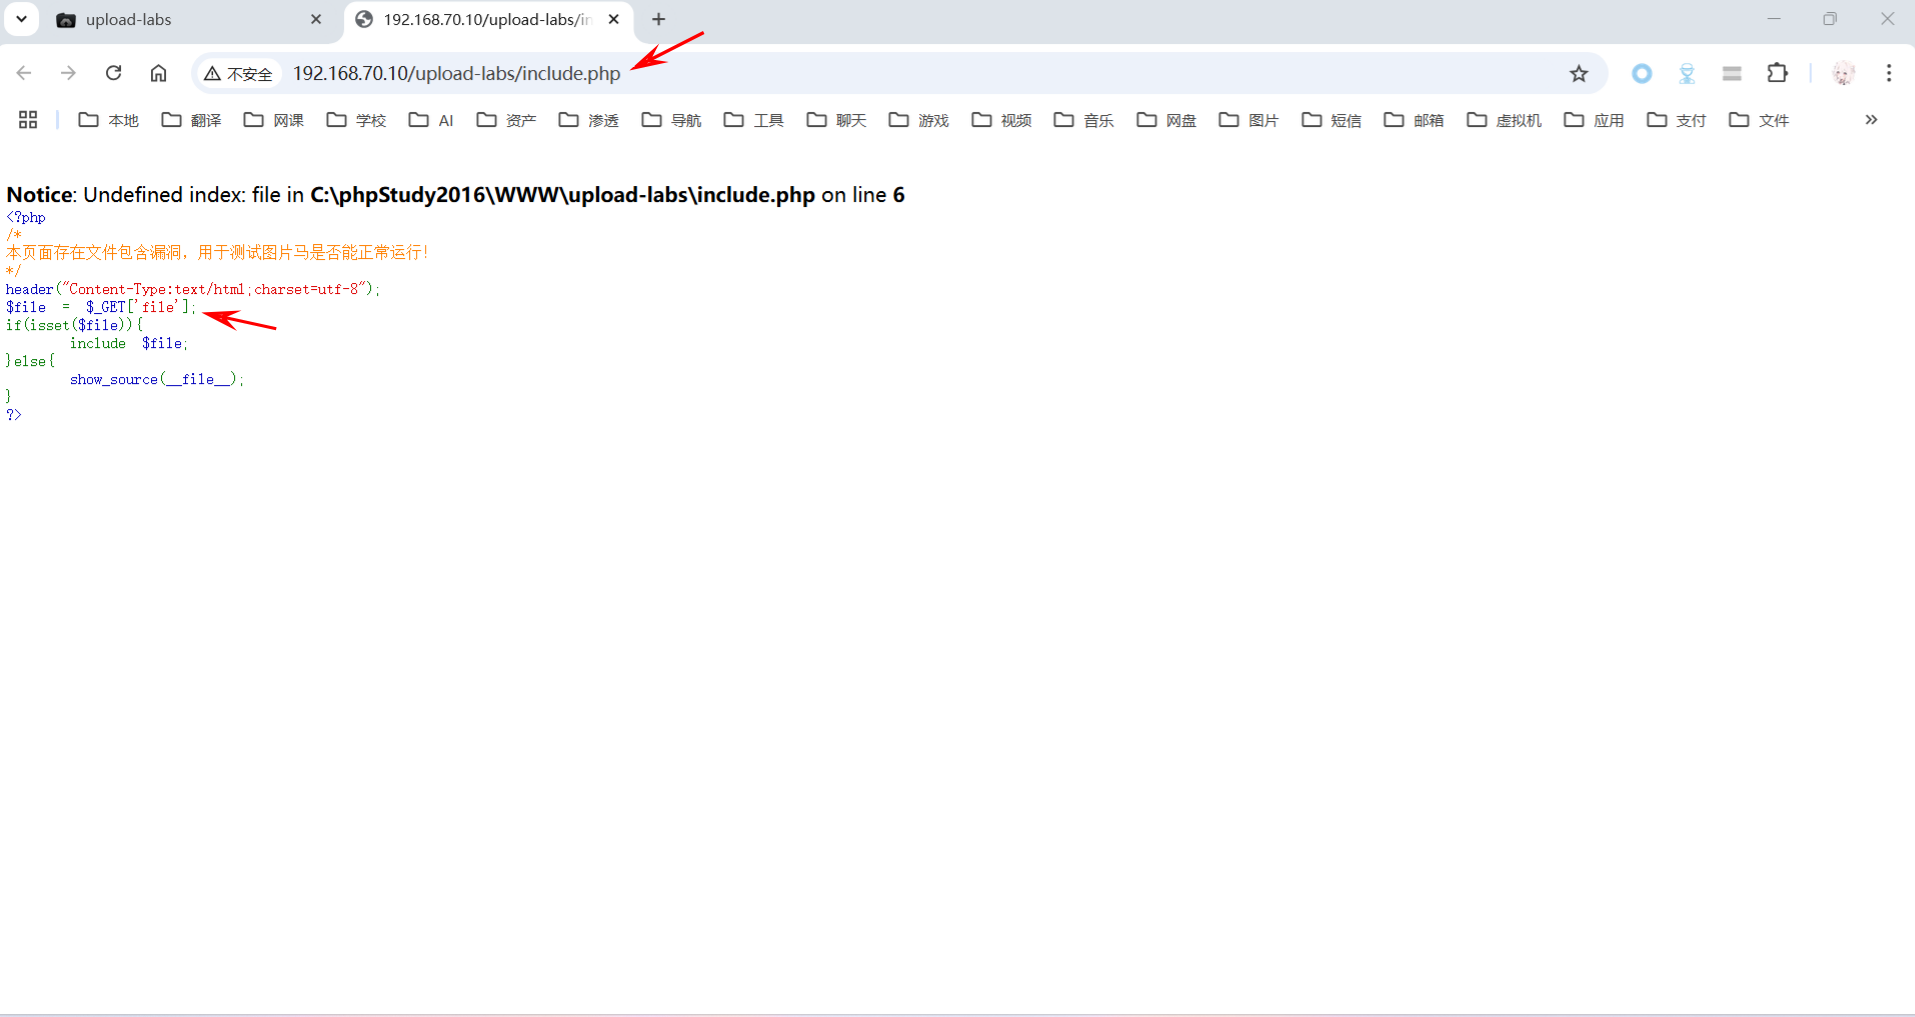 upload-labs
192.168.70.10/upload-labs/in
不安全 192.168.70.10/upload-labs/include.php
本地 翻译 网课 学校 AI 资产 渗透 导航 工具 聊天 游戏 视频 音乐 网盘 图片 短信 邮箱 虚拟机 应用 支付 文件
Notice: Undefined index: file in C:\phpStudy2016\WWW\upload-labs\include.php on line 6
<?php
/*
本页面存在文件包含漏洞，用于测试图片马是否能正常运行！
*/
header("Content-Type:text/html;charset=utf-8");
$file  =  $_GET['file'];
if(isset($file)){
        include  $file;
}else{
        show_source(__file__);
}
?>